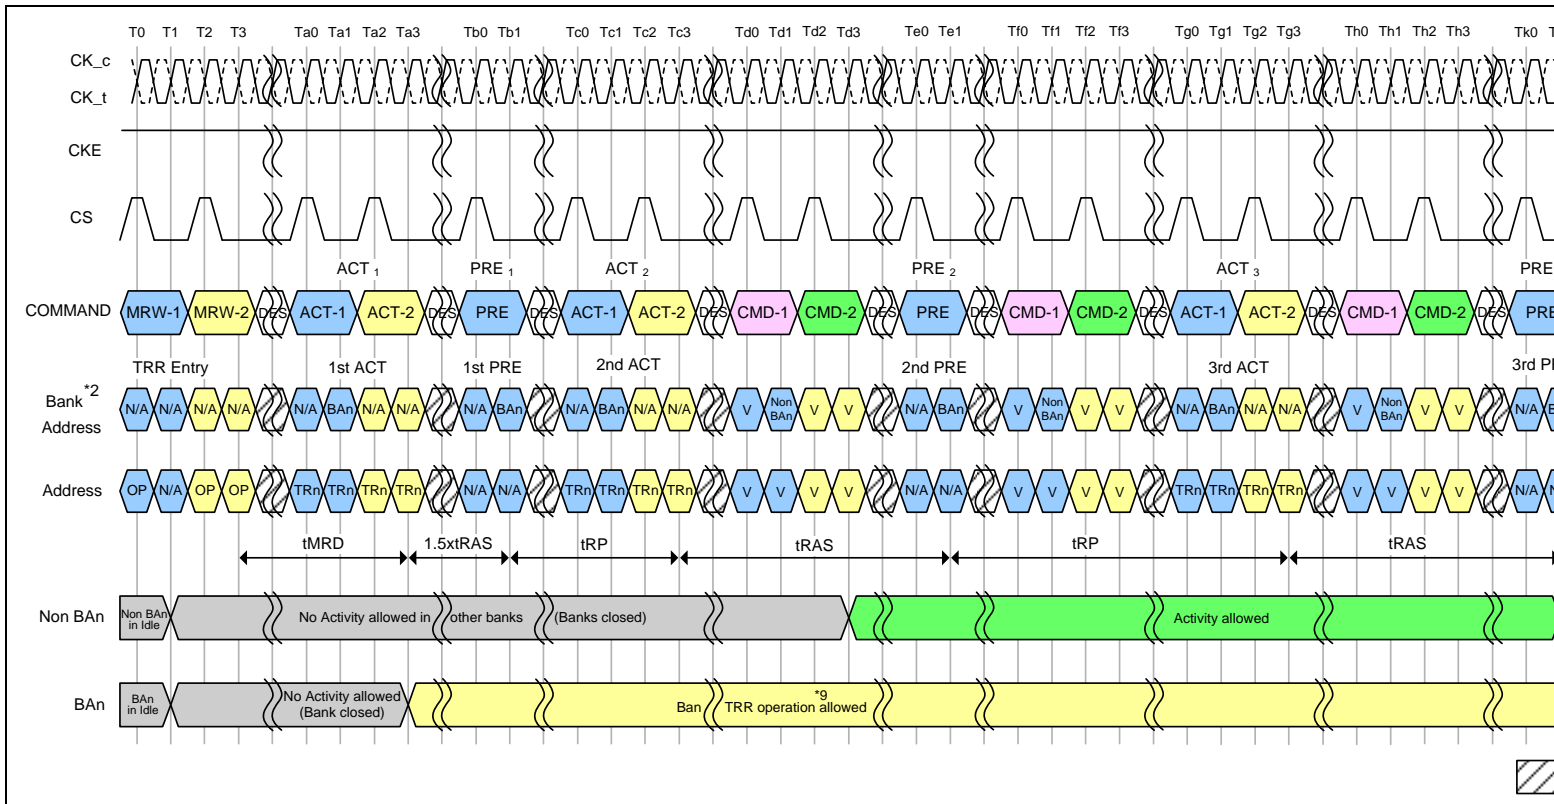 T0 T1 T2 T3 Ta0 Ta1 Ta2 Ta3 Tb0 Tb1 Tc0 Tc1 Tc2 Tc3 Td0 Td1 Td2 Td3 Te0 Te1 Tf0 Tf1 Tf2 Tf3 Tg0 Tg1 Tg2 Tg3 Th0 Th1 Th2 Th3 Tk0
CK_c
CK_t
CKE
CS
ACT 1 PRE 1 ACT 2 PRE 2 ACT 3 PRE
COMMAND MRW-1 MRW-2 DES ACT-1 ACT-2 DES PRE DES ACT-1 ACT-2 DES CMD-1 CMD-2 DES PRE DES CMD-1 CMD-2 DES ACT-1 ACT-2 DES CMD-1 CMD-2 DES PRE
TRR Entry 1st ACT 1st PRE 2nd ACT 2nd PRE 3rd ACT 3rd
Bank*2
Address
N/A N/A N/A N/A N/A BAn N/A N/A N/A BAn N/A BAn N/A N/A V Non BAn V V N/A BAn V Non BAn V V N/A BAn N/A N/A V Non BAn V V N/A
Address OP N/A OP OP TRn TRn TRn TRn N/A N/A TRn TRn TRn TRn V V V V N/A N/A V V V V TRn TRn TRn TRn V V V V N/A
tMRD 1.5xtRAS tRP tRAS tRP tRAS
Non BAn
Non BAn
in Idle
No Activity allowed in other banks (Banks closed)
Activity allowed
BAn
BAn
in Idle
No Activity allowed
(Bank closed)
Ban TRR operation allowed *9